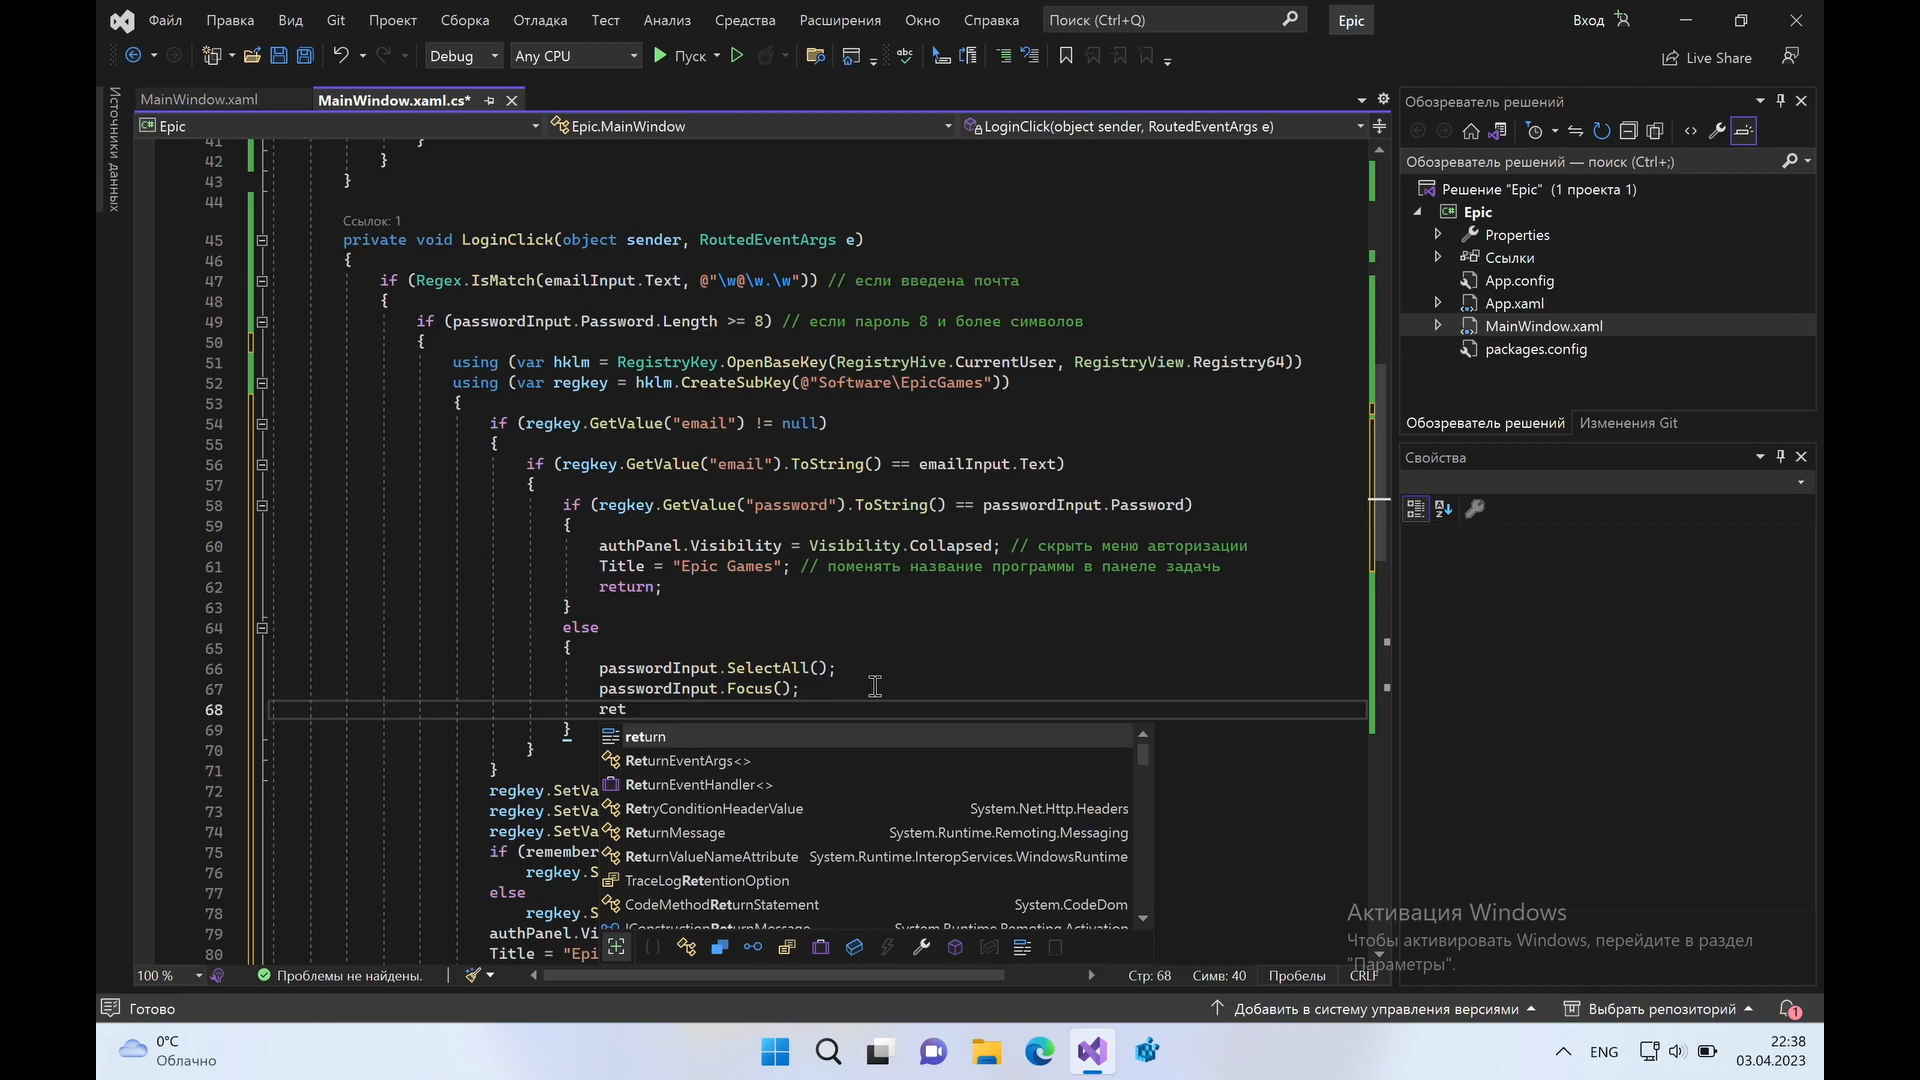 Файл Правка Вид Git Проект Сборка Отладка Тест Анализ Средства Расширения Окно Справка Поиск (Ctrl+Q) Epic Вход
Debug Any CPU Пуск Live Share
MainWindow.xaml MainWindow.xaml.cs*
Epic Epic.MainWindow LoginClick(object sender, RoutedEventArgs e)
Источники данных
41 }
42 }
43 }
44
Ссылок: 1
45 private void LoginClick(object sender, RoutedEventArgs e)
46 {
47 if (Regex.IsMatch(emailInput.Text, @"\w@\w.\w")) // если введена почта
48 {
49 if (passwordInput.Password.Length >= 8) // если пароль 8 и более символов
50 {
51 using (var hklm = RegistryKey.OpenBaseKey(RegistryHive.CurrentUser, RegistryView.Registry64))
52 using (var regkey = hklm.CreateSubKey(@"Software\EpicGames"))
53 {
54 if (regkey.GetValue("email") != null)
55 {
56 if (regkey.GetValue("email").ToString() == emailInput.Text)
57 {
58 if (regkey.GetValue("password").ToString() == passwordInput.Password)
59 {
60 authPanel.Visibility = Visibility.Collapsed; // скрыть меню авторизации
61 Title = "Epic Games"; // поменять название программы в панеле задачь
62 return;
63 }
64 else
65 {
66 passwordInput.SelectAll();
67 passwordInput.Focus();
68 ret
69 }
70 }
71 }
72 regkey.SetVa
73 regkey.SetVa
74 regkey.SetVa
75 if (remember
76 regkey.S
77 else
78 regkey.S
79 authPanel.Vi
80 Title = "Epi
return
ReturnEventArgs<>
ReturnEventHandler<>
RetryConditionHeaderValue System.Net.Http.Headers
ReturnMessage System.Runtime.Remoting.Messaging
ReturnValueNameAttribute System.Runtime.InteropServices.WindowsRuntime
TraceLogRetentionOption
CodeMethodReturnStatement System.CodeDom
IConstructionReturnMessage System.Runtime.Remoting.Activation
100 % Проблемы не найдены. Стр: 68 Симв: 40 Пробелы CRLF
Обозреватель решений
Обозреватель решений — поиск (Ctrl+;)
Решение "Epic" (1 проекта 1)
Epic
Properties
Ссылки
App.config
App.xaml
MainWindow.xaml
packages.config
Обозреватель решений Изменения Git
Свойства
Активация Windows
Чтобы активировать Windows, перейдите в раздел
"Параметры".
Готово Добавить в систему управления версиями Выбрать репозиторий 1
0°C
Облачно
ENG
22:38
03.04.2023